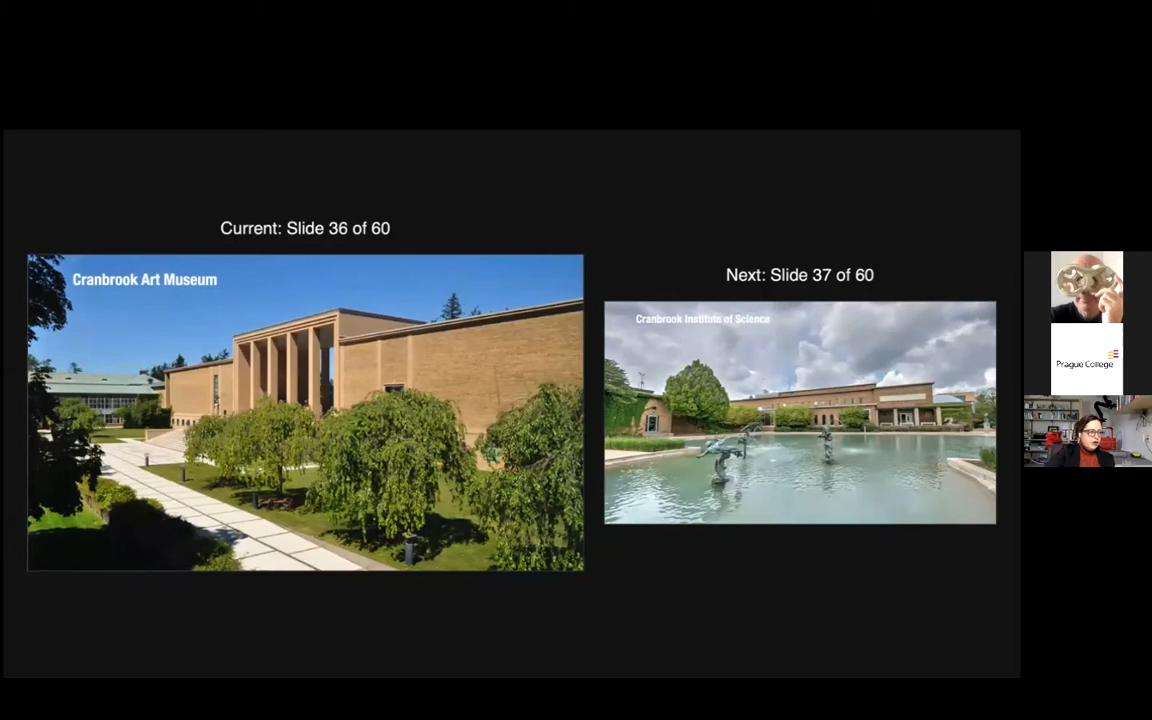 Current: Slide 36 of 60
Cranbrook Art Museum
Next: Slide 37 of 60
Cranbrook Institute of Science
Prague College